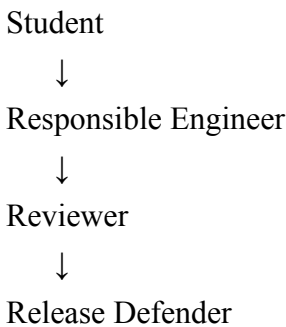 Student
↓
Responsible Engineer
↓
Reviewer
↓
Release Defender